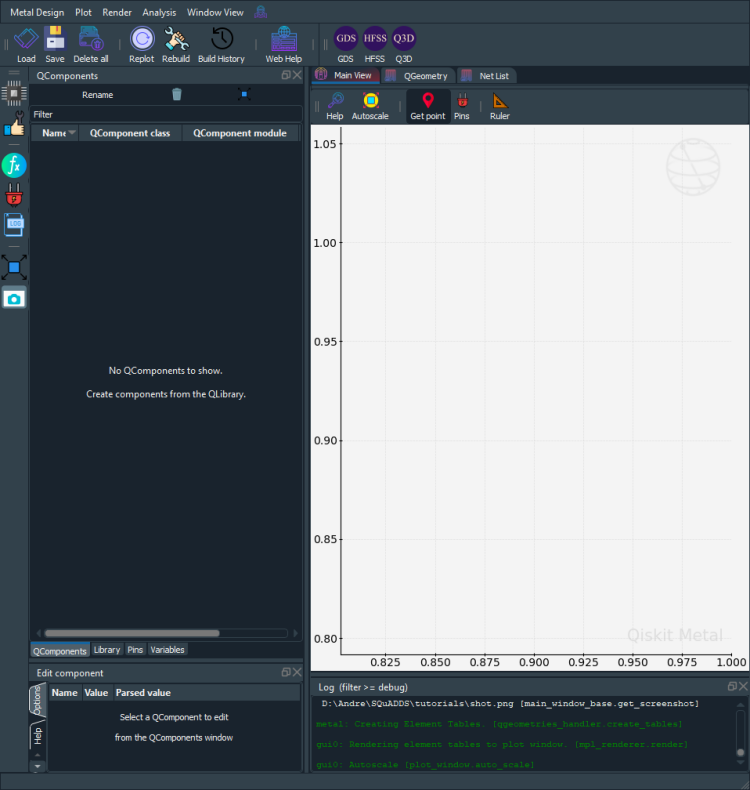 Metal Design Plot Render Analysis Window View
GDS HFSS Q3D
Load Save Delete all Replot Rebuild Build History Web Help GDS HFSS Q3D
QComponents
Main View QGeometry Net List
Rename
Filter
Name QComponent class QComponent module
Help Autoscale Get point Pins Ruler
No QComponents to show.
Create components from the QLibrary.
1.05
1.00
0.95
0.90
0.85
0.80
Qiskit Metal
0.825 0.850 0.875 0.900 0.925 0.950 0.975 1.000
QComponents Library Pins Variables
Edit component
Options
Help
Name Value Parsed value
Select a QComponent to edit
from the QComponents window
Log (filter >= debug)
D:\Andre\SQuADDS\tutorials\shot.png [main_window_base.get_screenshot]
metal: Creating Element Tables. [qgeometries_handler.create_tables]
gui0: Rendering element tables to plot window. [mpl_renderer.render]
gui0: Autoscale [plot_window.auto_scale]